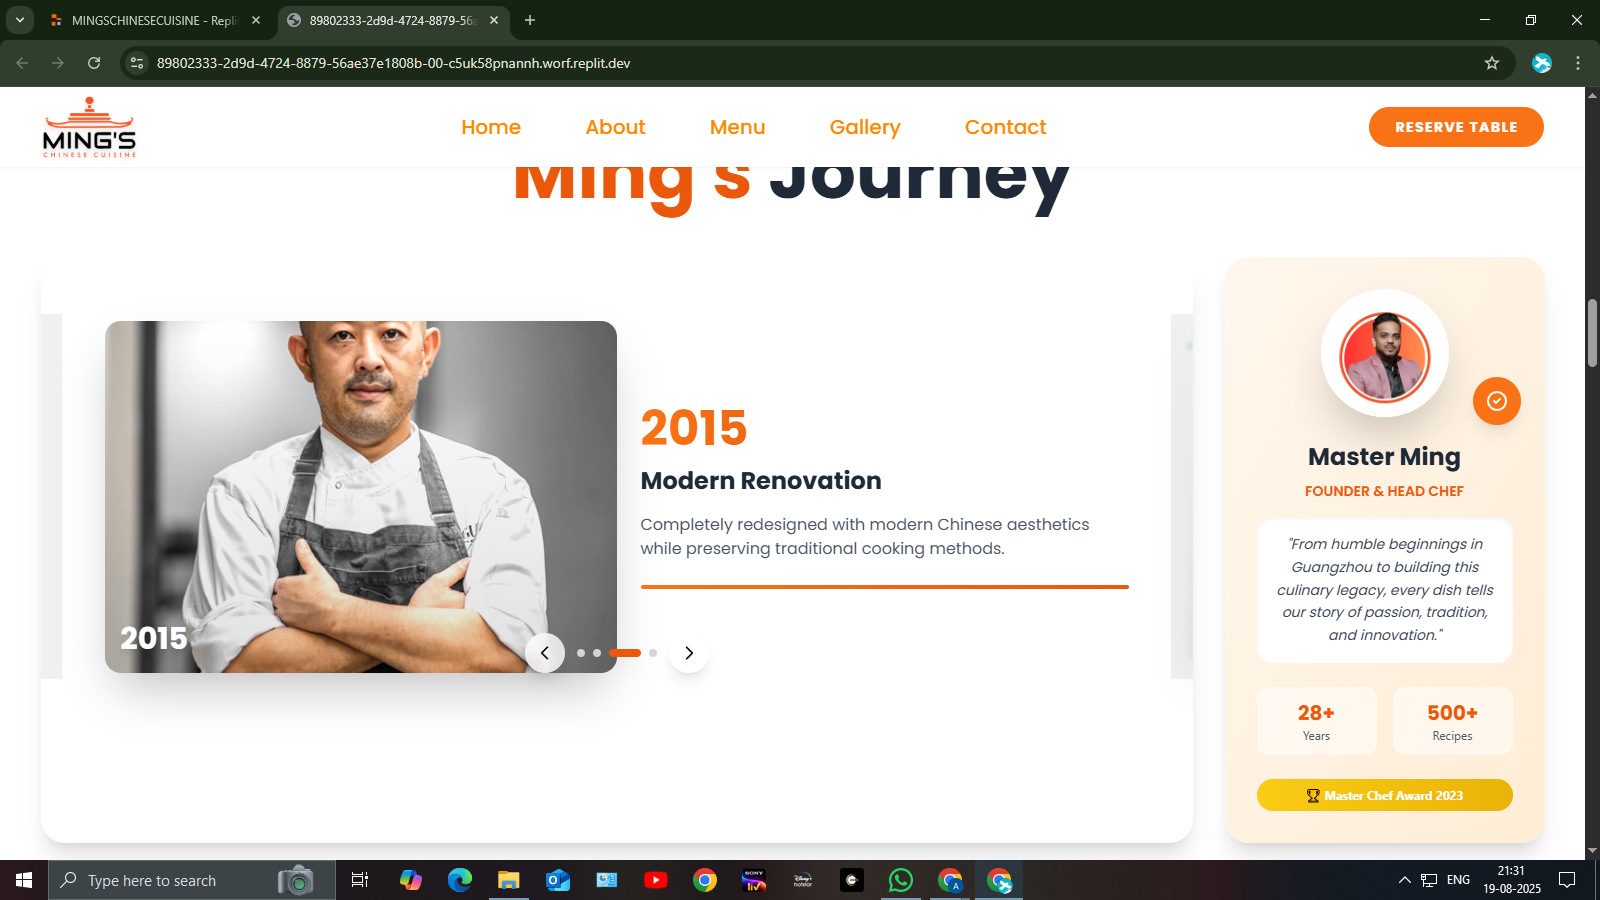 MINGSCHINESECUISINE - Repli
89802333-2d9d-4724-8879-56a
89802333-2d9d-4724-8879-56ae37e1808b-00-c5uk58pnannh.worf.replit.dev
MING'S
CHINESE CUISINE
Home
About
Menu
Gallery
Contact
RESERVE TABLE
Ming's Journey
2015
2015
Modern Renovation
Completely redesigned with modern Chinese aesthetics
while preserving traditional cooking methods.
Master Ming
FOUNDER & HEAD CHEF
"From humble beginnings in
Guangzhou to building this
culinary legacy, every dish tells
our story of passion, tradition,
and innovation."
28+
Years
500+
Recipes
Master Chef Award 2023
Type here to search
SONY
liv
hotstar
A
ENG
21:31
19-08-2025